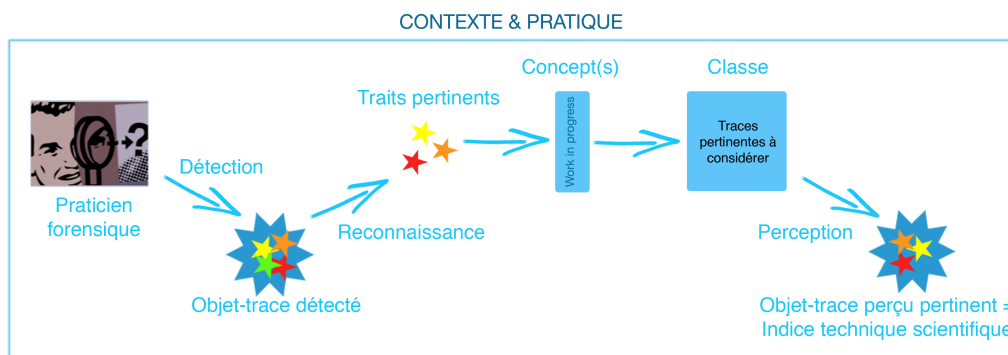 CONTEXTE & PRATIQUE
Concept(s)
Classe
Traits pertinents
Work in progress
Traces
pertinentes à
considérer
Détection
Praticien
forensique
Reconnaissance
Perception
Objet-trace détecté
Objet-trace perçu pertinent =
Indice technique scientifique
?